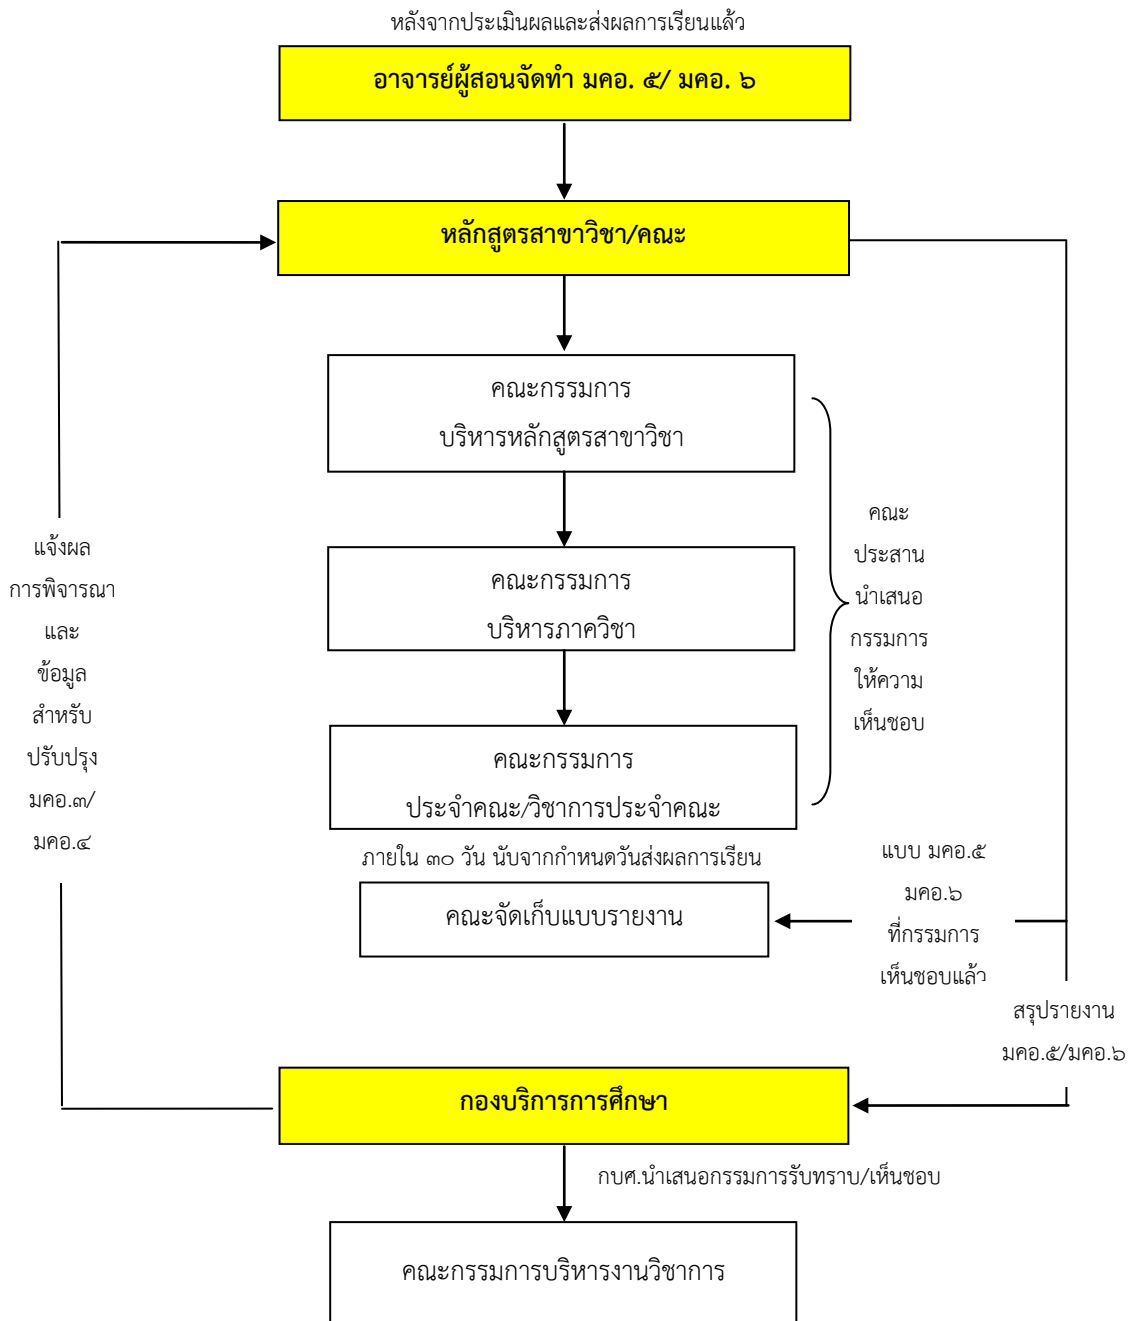 หลังจากประเมินผลและส่งผลการเรียนแล้ว
อาจารย์ผู้สอนจัดทำ มคอ. ๕/ มคอ. ๖
หลักสูตรสาขาวิชา/คณะ
คณะกรรมการ
บริหารหลักสูตรสาขาวิชา
คณะกรรมการ
บริหารภาควิชา
คณะกรรมการ
ประจำคณะ/วิชาการประจำคณะ
คณะ
ประสาน
นำเสนอ
กรรมการ
ให้ความ
เห็นชอบ
แจ้งผล
การพิจารณา
และ
ข้อมูล
สำหรับ
ปรับปรุง
มคอ.๓/
มคอ.๔
ภายใน ๓๐ วัน นับจากกำหนดวันส่งผลการเรียน
คณะจัดเก็บแบบรายงาน
แบบ มคอ.๕
มคอ.๖
ที่กรรมการ
เห็นชอบแล้ว
สรุปรายงาน
มคอ.๕/มคอ.๖
กองบริการการศึกษา
กบศ.นำเสนอกรรมการรับทราบ/เห็นชอบ
คณะกรรมการบริหารงานวิชาการ